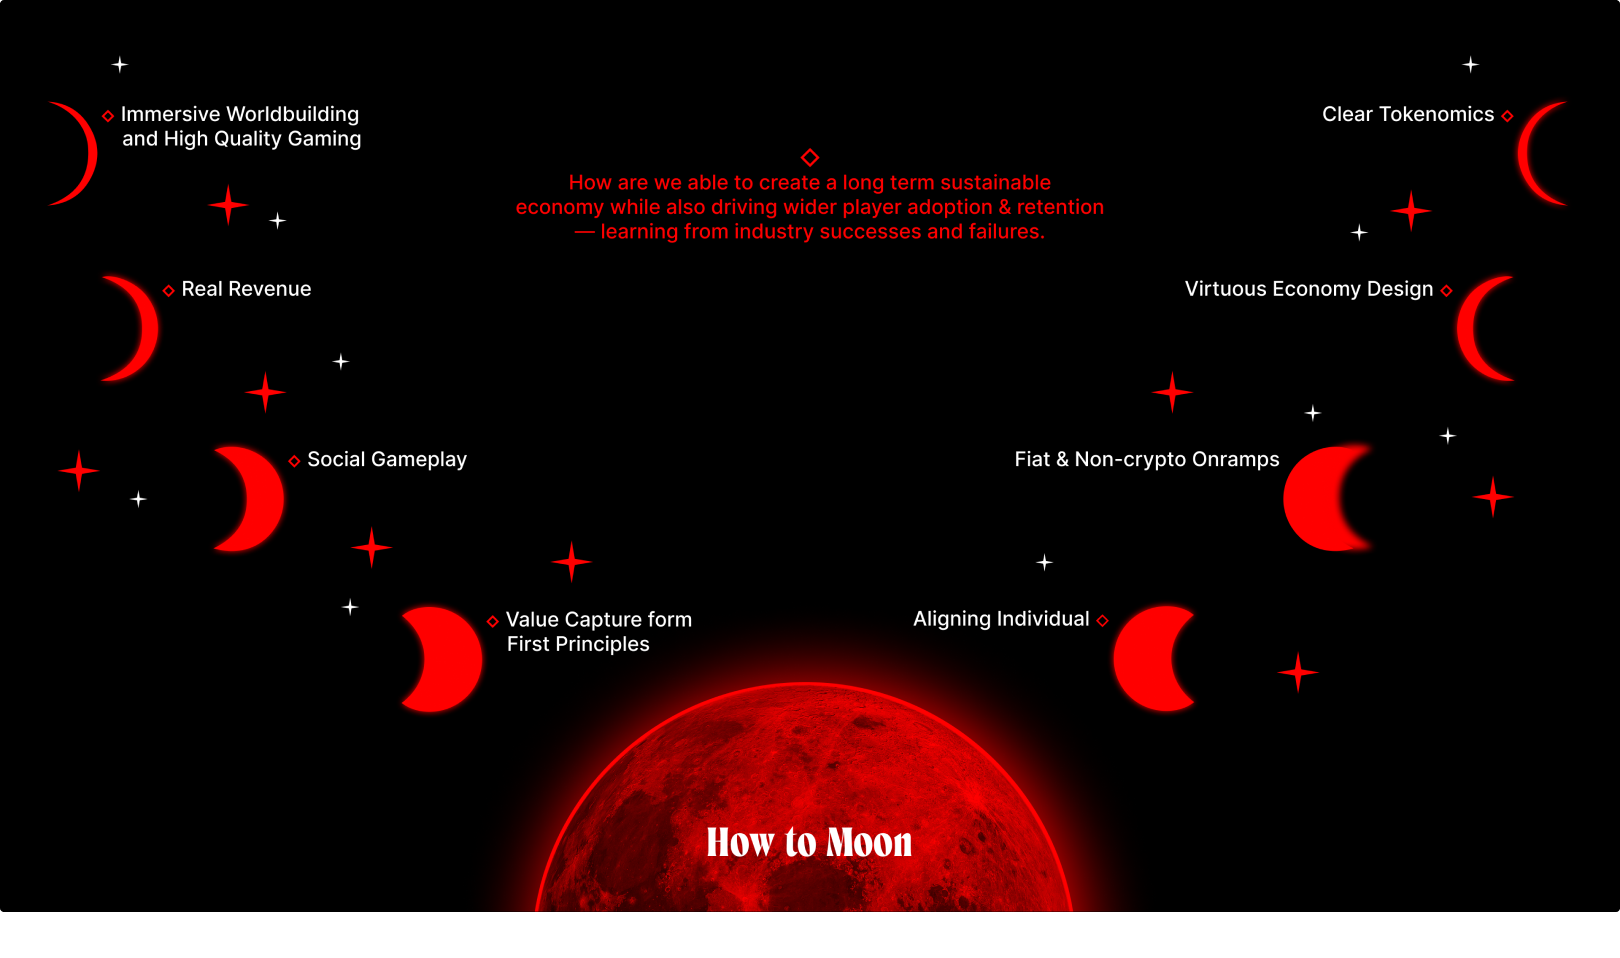 Immersive Worldbuilding
and High Quality Gaming
Clear Tokenomics
How are we able to create a long term sustainable
economy while also driving wider player adoption & retention
— learning from industry successes and failures.
Real Revenue
Virtuous Economy Design
Social Gameplay
Fiat & Non-crypto Onramps
Value Capture form
First Principles
Aligning Individual
How to Moon